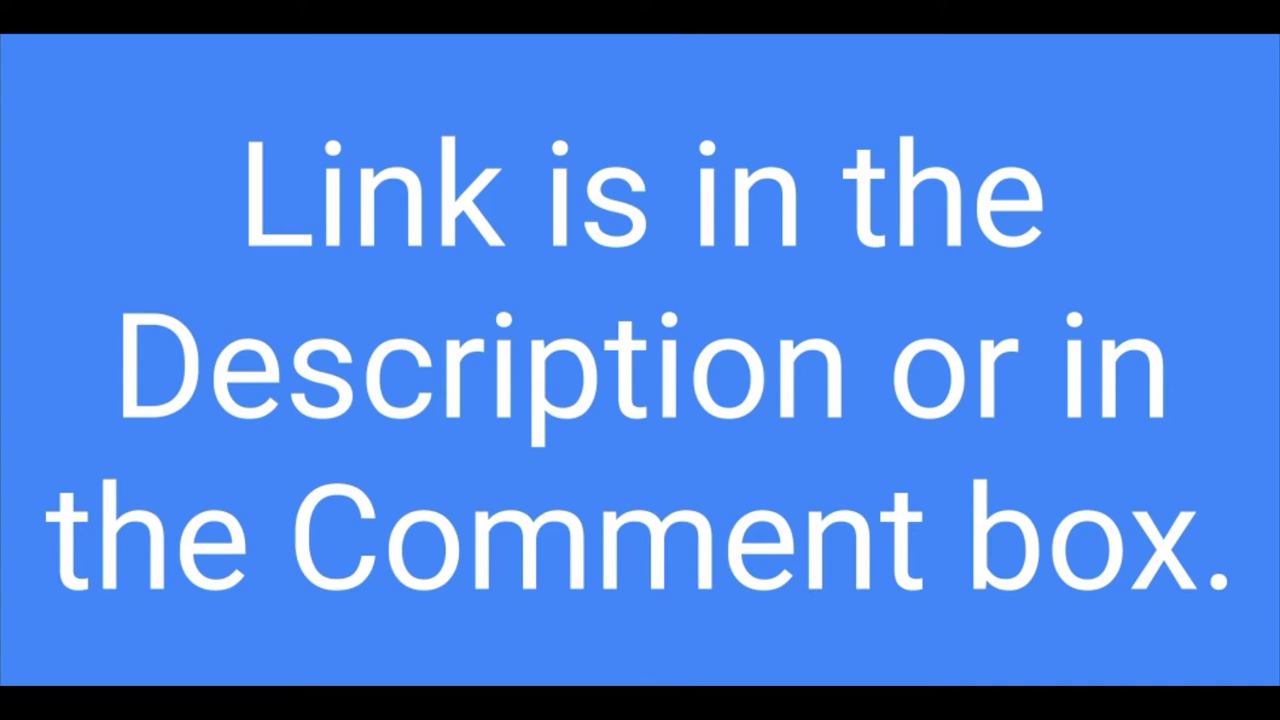 Link is in the
Description or in
the Comment box.